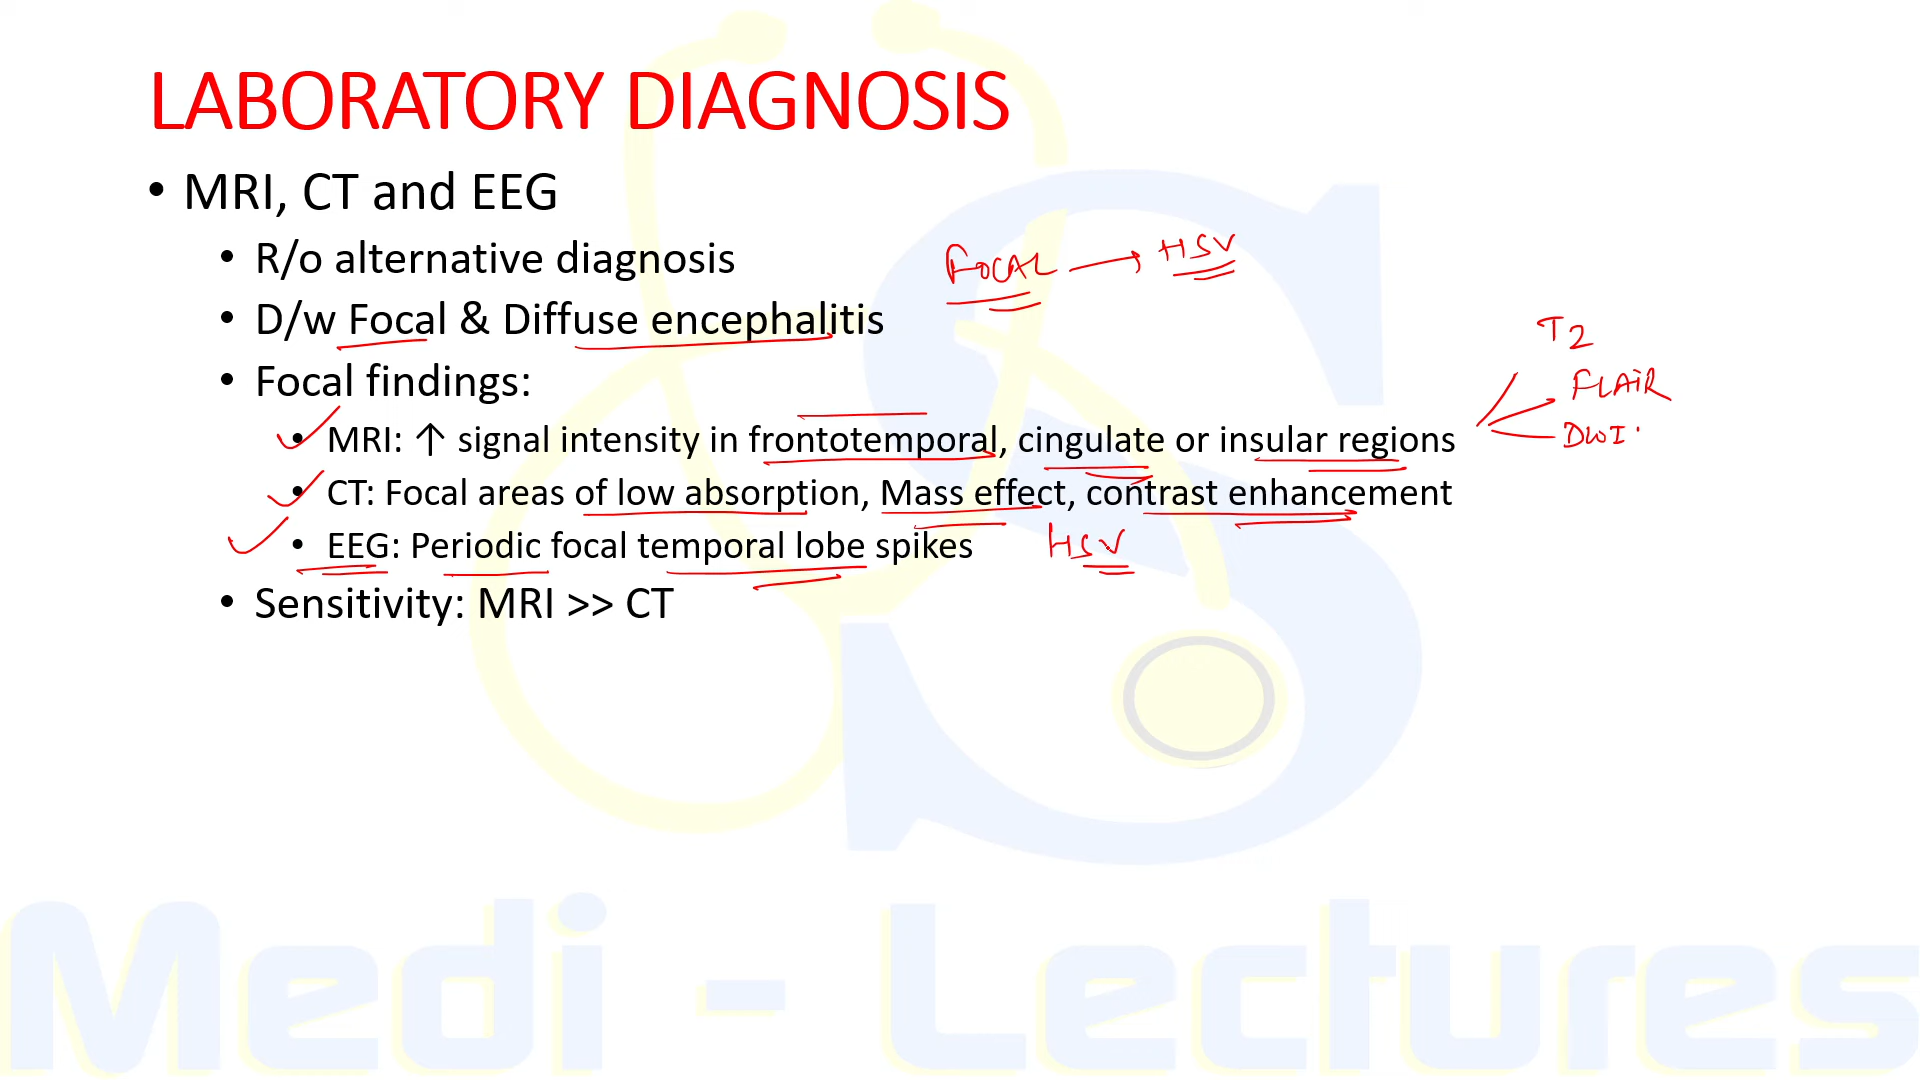 LABORATORY DIAGNOSIS
• MRI, CT and EEG
• R/o alternative diagnosis
FOCAL → HSV
• D/w Focal & Diffuse encephalitis
T2
• Focal findings:
FLAIR
• MRI: ↑ signal intensity in frontotemporal, cingulate or insular regions
DWI
• CT: Focal areas of low absorption, Mass effect, contrast enhancement
• EEG: Periodic focal temporal lobe spikes
HSV
• Sensitivity: MRI >> CT
Medi - Lectures